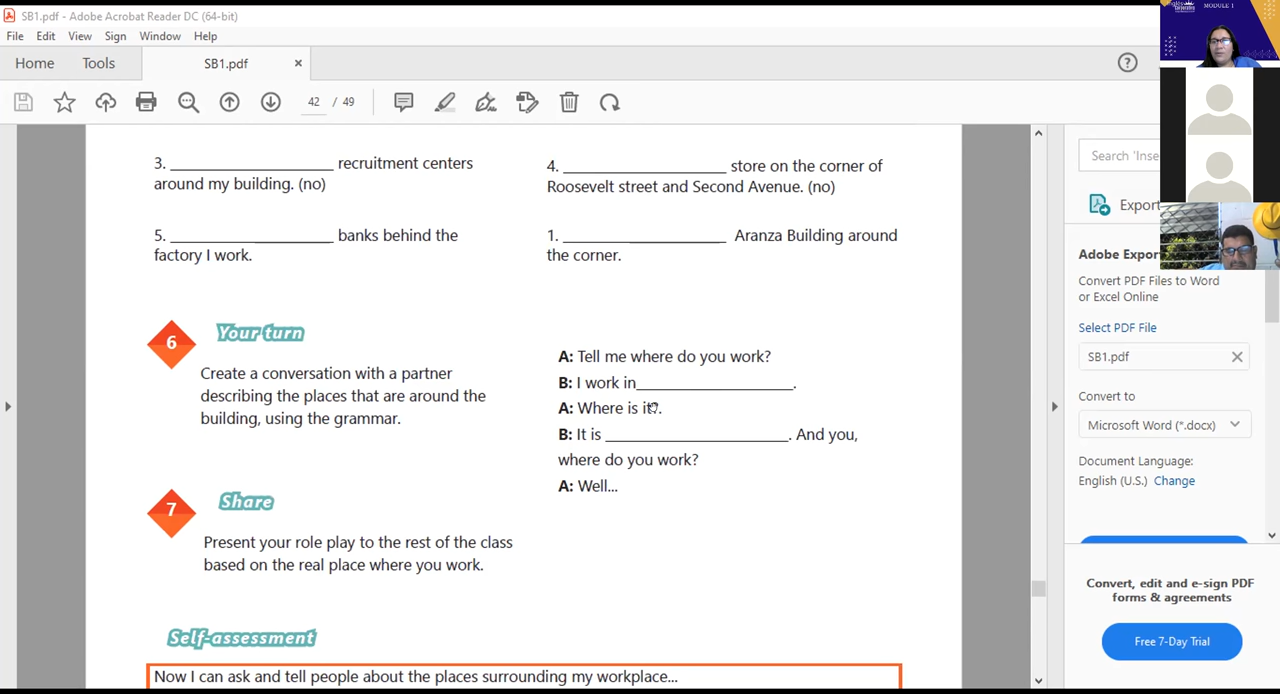 SB1.pdf - Adobe Acrobat Reader DC (64-bit)
File Edit View Sign Window Help
Home Tools SB1.pdf ×
42 / 49
3. ____________________ recruitment centers
around my building. (no)
4. ____________________ store on the corner of
Roosevelt street and Second Avenue. (no)
5. ____________________ banks behind the
factory I work.
1. ____________________ Aranza Building around
the corner.
6 Your turn
Create a conversation with a partner
describing the places that are around the
building, using the grammar.
A: Tell me where do you work?
B: I work in____________________.
A: Where is it?.
B: It is ____________________. And you,
where do you work?
A: Well...
7 Share
Present your role play to the rest of the class
based on the real place where you work.
Self-assessment
Now I can ask and tell people about the places surrounding my workplace...
MODULE 1
Search 'Inse
Export
Adobe Expor
Convert PDF Files to Word
or Excel Online
Select PDF File
SB1.pdf
Convert to
Microsoft Word (*.docx)
Document Language:
English (U.S.) Change
Convert, edit and e-sign PDF
forms & agreements
Free 7-Day Trial